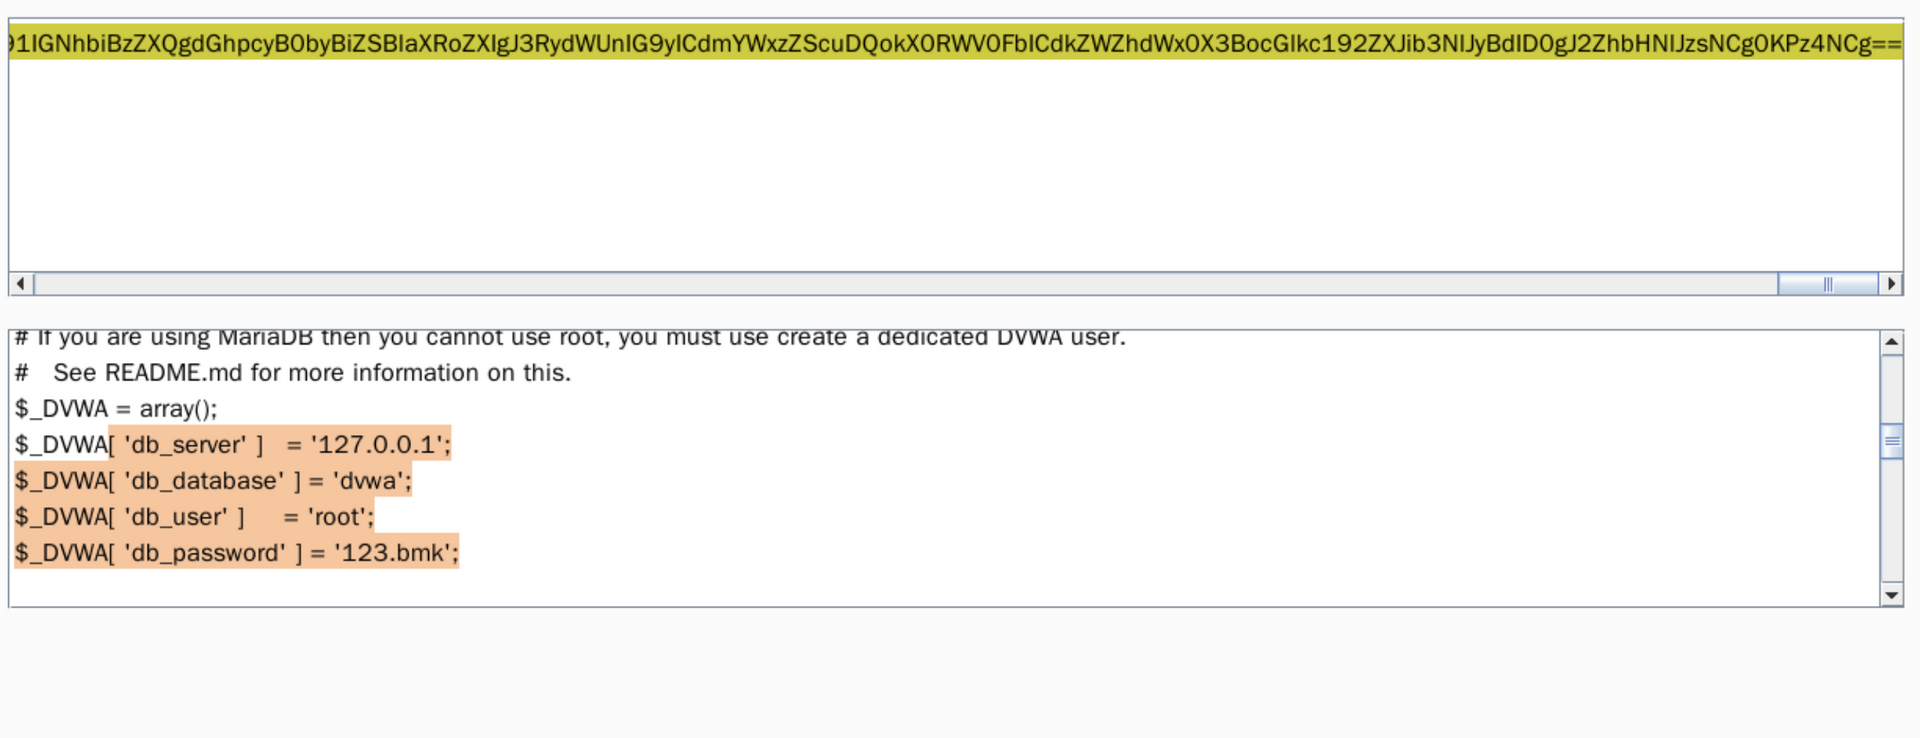 91IGNhbiBzZXQgdGhpcyB0byBiZSBlaXRoZXIgJ3RydWUnIG9yICdmYWxzZScuDQokX0RWV0FbICdkZWZhdWx0X3BocGlkc192ZXJib3NlJyBdID0gJ2ZhbHNlJzsNCg0KPz4NCg==
# If you are using MariaDB then you cannot use root, you must use create a dedicated DVWA user.
#   See README.md for more information on this.
$_DVWA = array();
$_DVWA[ 'db_server' ]   = '127.0.0.1';
$_DVWA[ 'db_database' ] = 'dvwa';
$_DVWA[ 'db_user' ]     = 'root';
$_DVWA[ 'db_password' ] = '123.bmk';